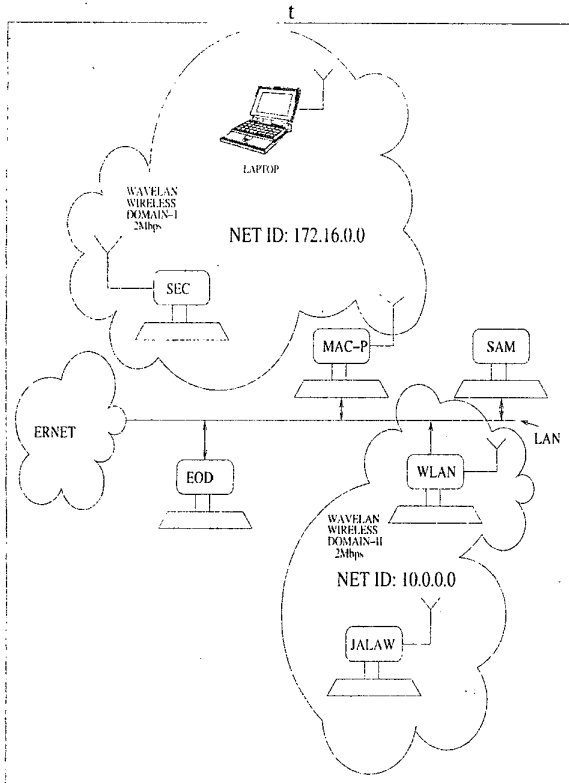 t
LAPTOP
WAVELAN
WIRELESS
DOMAIN-I
2Mbps
NET ID: 172.16.0.0
SEC
MAC-P
SAM
ERNET
LAN
EOD
WLAN
WAVELAN
WIRELESS
DOMAIN-II
2Mbps
NET ID: 10.0.0.0
JALAW